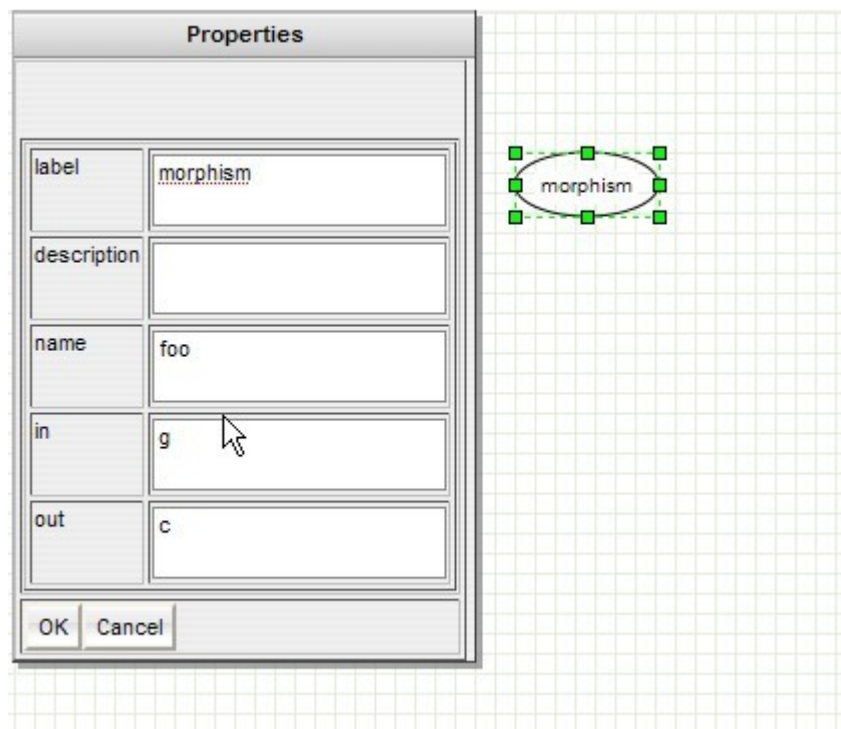 Properties
label
morphism
description
name
foo
in
g
out
c
OK Cancel
morphism